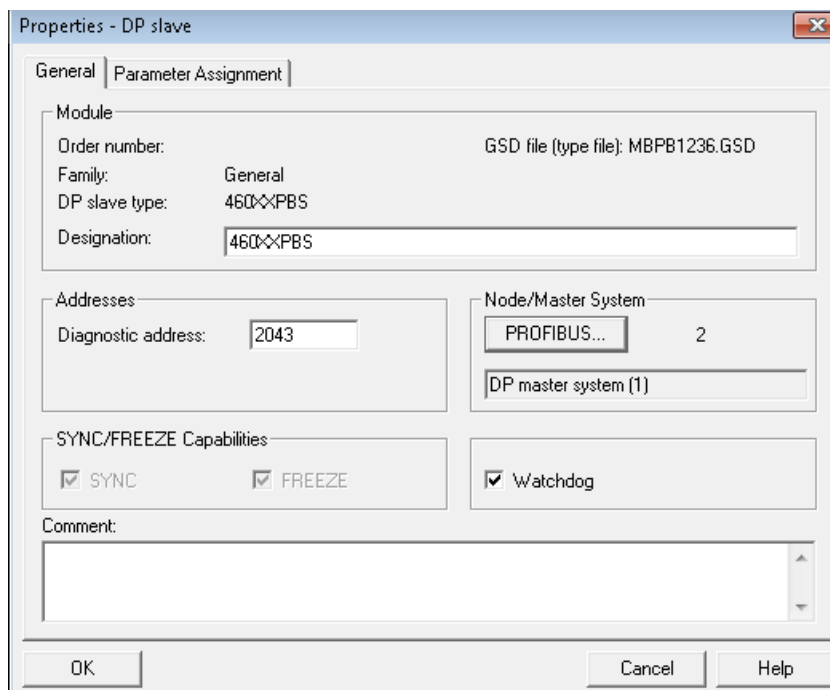 Properties - DP slave
General Parameter Assignment
Module
Order number: GSD file (type file): MBPB1236.GSD
Family: General
DP slave type: 460XXPBS
Designation: 460XXPBS
Addresses
Diagnostic address: 2043
Node/Master System
PROFIBUS... 2
DP master system (1)
SYNC/FREEZE Capabilities
SYNC FREEZE
Watchdog
Comment:
OK Cancel Help